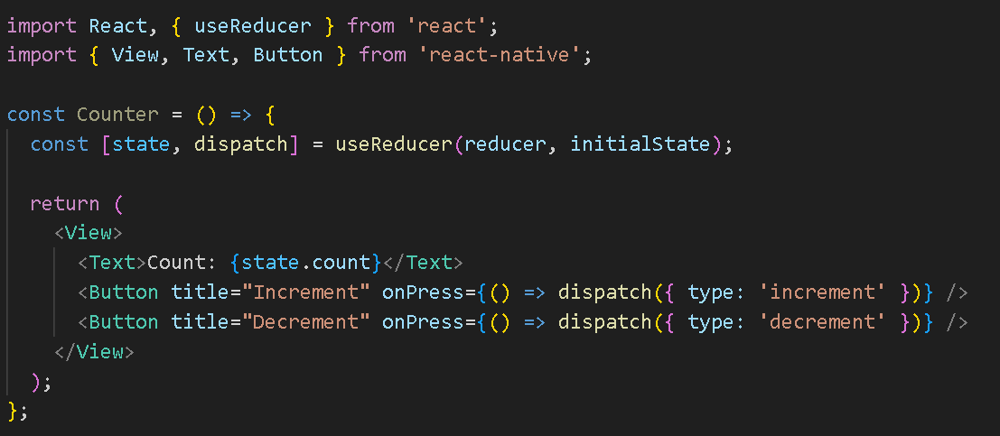 import React, { useReducer } from 'react';
import { View, Text, Button } from 'react-native';
const Counter = () => {
const [state, dispatch] = useReducer(reducer, initialState);
return (
<View>
<Text>Count: {state.count}</Text>
<Button title="Increment" onPress={() => dispatch({ type: 'increment' })} />
<Button title="Decrement" onPress={() => dispatch({ type: 'decrement' })} />
</View>
);
};